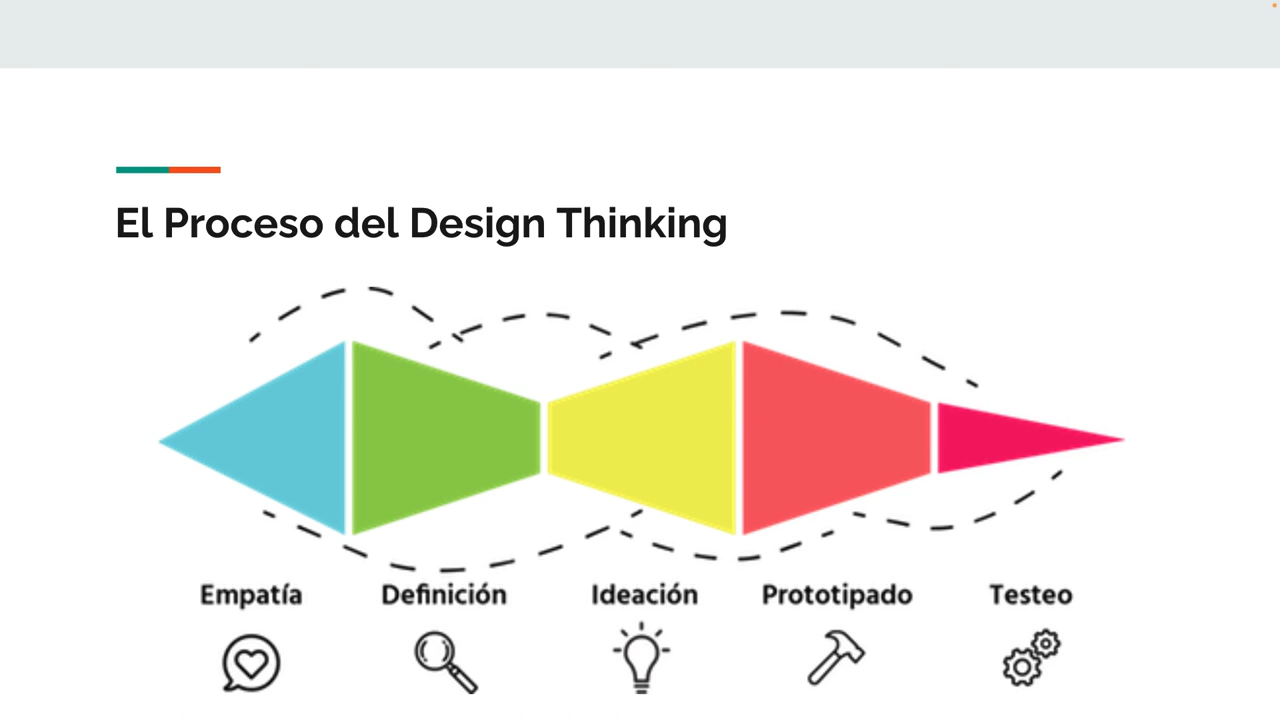 El Proceso del Design Thinking
Empatía
Definición
Ideación
Prototipado
Testeo